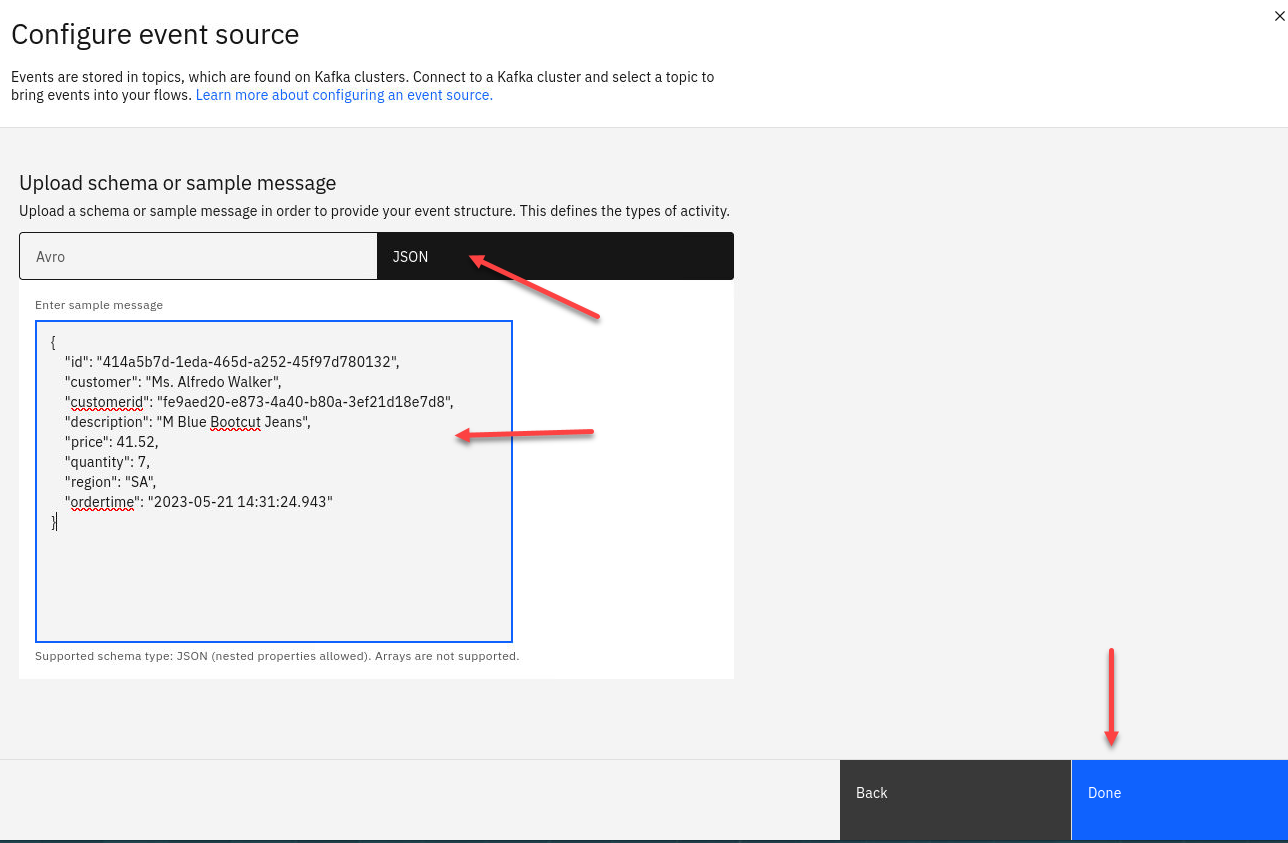 Configure event source
Events are stored in topics, which are found on Kafka clusters. Connect to a Kafka cluster and select a topic to
bring events into your flows. Learn more about configuring an event source.
Upload schema or sample message
Upload a schema or sample message in order to provide your event structure. This defines the types of activity.
Avro
JSON
Enter sample message
{
"id": "414a5b7d-1eda-465d-a252-45f97d780132",
"customer": "Ms. Alfredo Walker",
"customerid": "fe9aed20-e873-4a40-b80a-3ef21d18e7d8",
"description": "M Blue Bootcut Jeans",
"price": 41.52,
"quantity": 7,
"region": "SA",
"ordertime": "2023-05-21 14:31:24.943"
}
Supported schema type: JSON (nested properties allowed). Arrays are not supported.
Back
Done